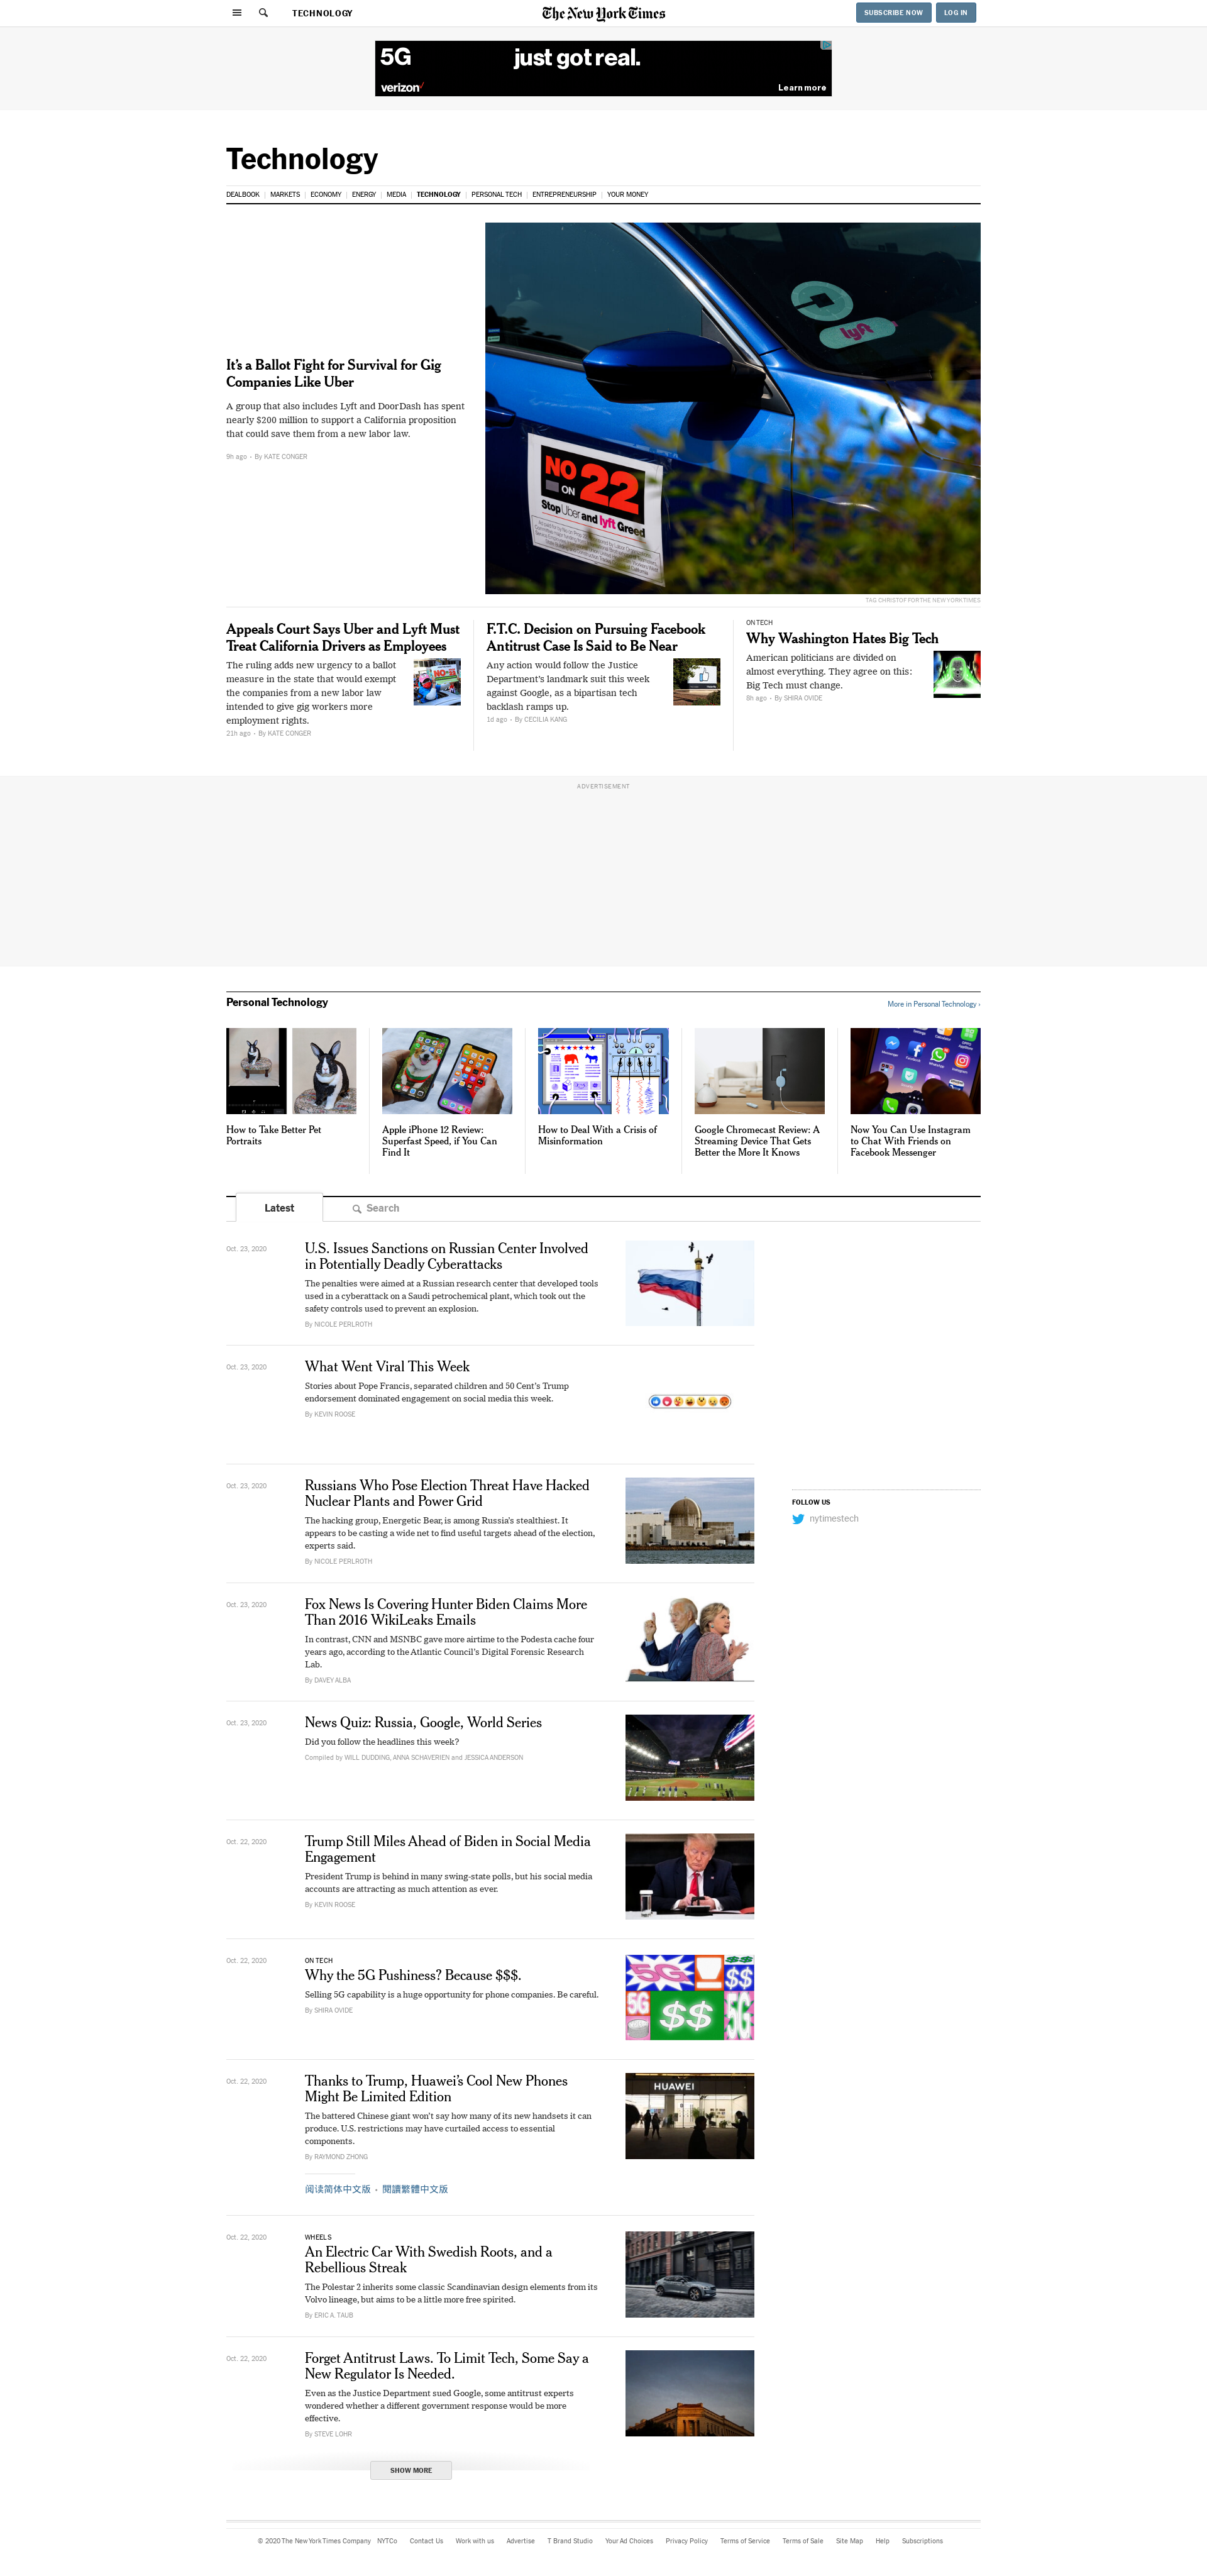 TECHNOLOGY
The New York Times
SUBSCRIBE NOW
LOG IN
5G
just got real.
verizon
Learn more
Technology
DEALBOOK
MARKETS
ECONOMY
ENERGY
MEDIA
TECHNOLOGY
PERSONAL TECH
ENTREPRENEURSHIP
YOUR MONEY
It's a Ballot Fight for Survival for Gig
Companies Like Uber
A group that also includes Lyft and DoorDash has spent
nearly $200 million to support a California proposition
that could save them from a new labor law.
9h ago • By KATE CONGER
lyft
NO
ON
22
Stop Uber and lyft Greed
TAG CHRISTOF FOR THE NEW YORK TIMES
Appeals Court Says Uber and Lyft Must
Treat California Drivers as Employees
The ruling adds new urgency to a ballot
measure in the state that would exempt
the companies from a new labor law
intended to give gig workers more
employment rights.
21h ago • By KATE CONGER
F.T.C. Decision on Pursuing Facebook
Antitrust Case Is Said to Be Near
Any action would follow the Justice
Department's landmark suit this week
against Google, as a bipartisan tech
backlash ramps up.
1d ago • By CECILIA KANG
ON TECH
Why Washington Hates Big Tech
American politicians are divided on
almost everything. They agree on this:
Big Tech must change.
8h ago • By SHIRA OVIDE
ADVERTISEMENT
Personal Technology
More in Personal Technology ›
How to Take Better Pet
Portraits
Apple iPhone 12 Review:
Superfast Speed, if You Can
Find It
How to Deal With a Crisis of
Misinformation
Google Chromecast Review: A
Streaming Device That Gets
Better the More It Knows
Now You Can Use Instagram
to Chat With Friends on
Facebook Messenger
Latest
Search
Oct. 23, 2020
U.S. Issues Sanctions on Russian Center Involved
in Potentially Deadly Cyberattacks
The penalties were aimed at a Russian research center that developed tools
used in a cyberattack on a Saudi petrochemical plant, which took out the
safety controls used to prevent an explosion.
By NICOLE PERLROTH
Oct. 23, 2020
What Went Viral This Week
Stories about Pope Francis, separated children and 50 Cent's Trump
endorsement dominated engagement on social media this week.
By KEVIN ROOSE
Oct. 23, 2020
Russians Who Pose Election Threat Have Hacked
Nuclear Plants and Power Grid
The hacking group, Energetic Bear, is among Russia's stealthiest. It
appears to be casting a wide net to find useful targets ahead of the election,
experts said.
By NICOLE PERLROTH
FOLLOW US
nytimestech
Oct. 23, 2020
Fox News Is Covering Hunter Biden Claims More
Than 2016 WikiLeaks Emails
In contrast, CNN and MSNBC gave more airtime to the Podesta cache four
years ago, according to the Atlantic Council's Digital Forensic Research
Lab.
By DAVEY ALBA
Oct. 23, 2020
News Quiz: Russia, Google, World Series
Did you follow the headlines this week?
Compiled by WILL DUDDING, ANNA SCHAVERIEN and JESSICA ANDERSON
Oct. 22, 2020
Trump Still Miles Ahead of Biden in Social Media
Engagement
President Trump is behind in many swing-state polls, but his social media
accounts are attracting as much attention as ever.
By KEVIN ROOSE
Oct. 22, 2020
ON TECH
Why the 5G Pushiness? Because $$$.
Selling 5G capability is a huge opportunity for phone companies. Be careful.
By SHIRA OVIDE
5G
$$
5G
$$
5G
Oct. 22, 2020
Thanks to Trump, Huawei's Cool New Phones
Might Be Limited Edition
The battered Chinese giant won't say how many of its new handsets it can
produce. U.S. restrictions may have curtailed access to essential
components.
By RAYMOND ZHONG
阅读简体中文版 • 閱讀繁體中文版
HUAWEI
Oct. 22, 2020
WHEELS
An Electric Car With Swedish Roots, and a
Rebellious Streak
The Polestar 2 inherits some classic Scandinavian design elements from its
Volvo lineage, but aims to be a little more free spirited.
By ERIC A. TAUB
Oct. 22, 2020
Forget Antitrust Laws. To Limit Tech, Some Say a
New Regulator Is Needed.
Even as the Justice Department sued Google, some antitrust experts
wondered whether a different government response would be more
effective.
By STEVE LOHR
SHOW MORE
© 2020 The New York Times Company
NYTCo
Contact Us
Work with us
Advertise
T Brand Studio
Your Ad Choices
Privacy Policy
Terms of Service
Terms of Sale
Site Map
Help
Subscriptions